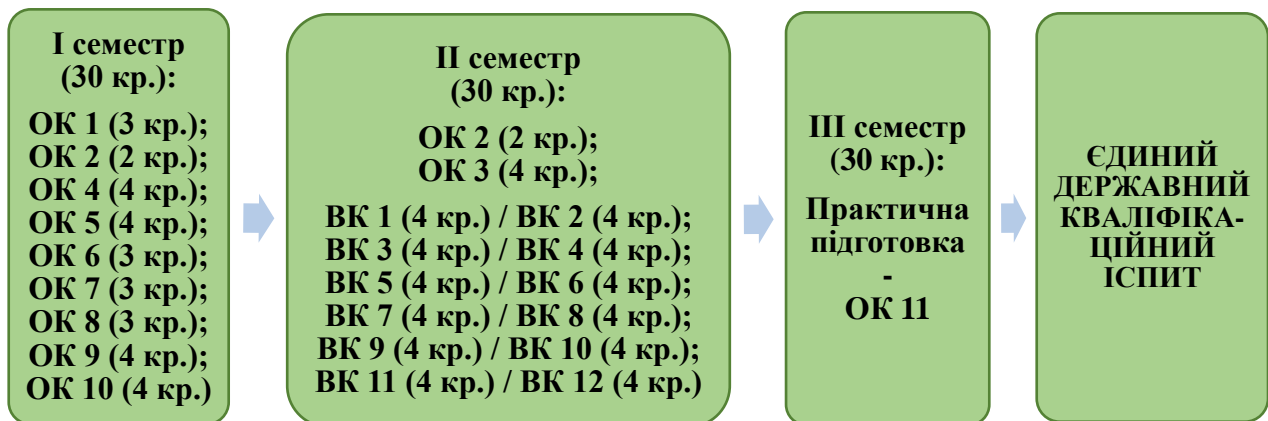 І семестр
(30 кр.):
ОК 1 (3 кр.);
ОК 2 (2 кр.);
ОК 4 (4 кр.);
ОК 5 (4 кр.);
ОК 6 (3 кр.);
ОК 7 (3 кр.);
ОК 8 (3 кр.);
ОК 9 (4 кр.);
ОК 10 (4 кр.)
ІІ семестр
(30 кр.):
ОК 2 (2 кр.);
ОК 3 (4 кр.);
ВК 1 (4 кр.) / ВК 2 (4 кр.);
ВК 3 (4 кр.) / ВК 4 (4 кр.);
ВК 5 (4 кр.) / ВК 6 (4 кр.);
ВК 7 (4 кр.) / ВК 8 (4 кр.);
ВК 9 (4 кр.) / ВК 10 (4 кр.);
ВК 11 (4 кр.) / ВК 12 (4 кр.)
ІІІ семестр
(30 кр.):
Практична
підготовка
-
ОК 11
ЄДИНИЙ
ДЕРЖАВНИЙ
КВАЛІФІКА-
ЦІЙНИЙ
ІСПИТ